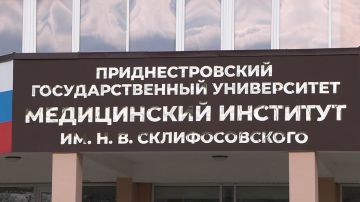 ПРИДНЕСТРОВСКИЙ
ГОСУДАРСТВЕННЫЙ УНИВЕРСИТЕТ
МЕДИЦИНСКИЙ ИНСТИТУТ
ИМ. Н. В. СКЛИФОСОВСКОГО